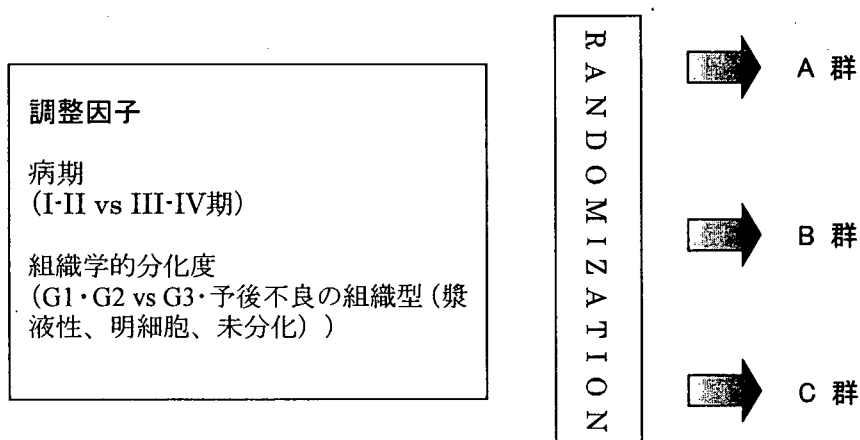 調整因子
病期
(I-II vs III-IV期)
組織学的分化度
(G1・G2 vs G3・予後不良の組織型(漿
液性、明細胞、未分化))
RANDOMIZATION
A 群
B 群
C 群